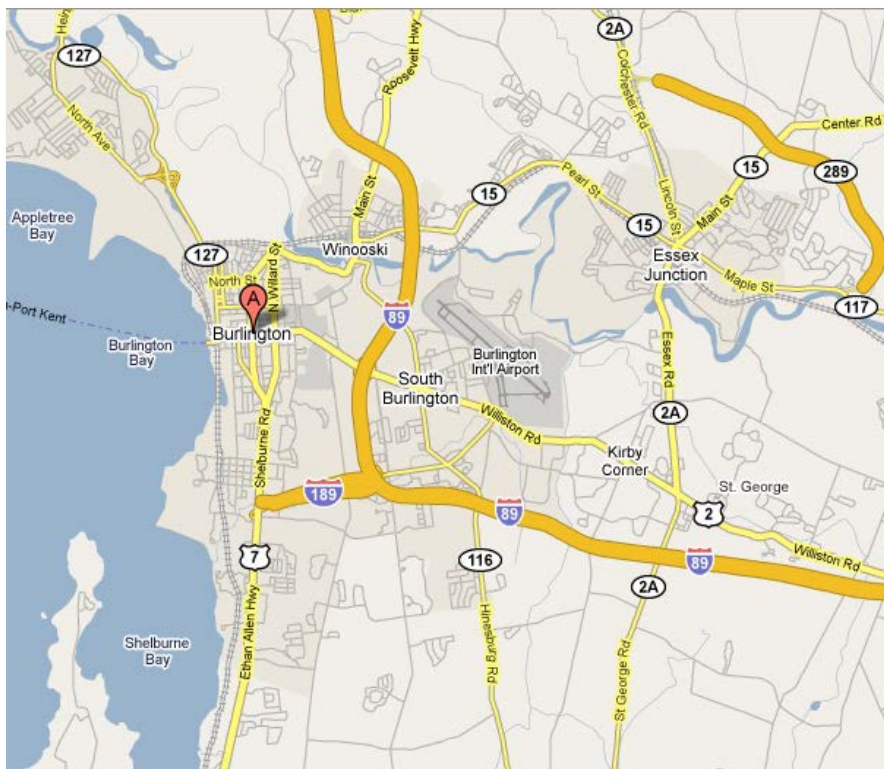 2A
127
Roosevelt Hwy
Colchester Rd
North Ave
Center Rd
15
289
Pearl St
15
Lincoln St
Main St
Main St
Appletree
Bay
15
127
Winooski
Essex
Junction
N Willard St
North St
Maple St
A
117
-Port Kent
89
Burlington
Burlington
Bay
Burlington
Int'l Airport
Essex Rd
South
Burlington
2A
Williston Rd
Shelburne Rd
Kirby
Corner
St. George
189
89
2
7
116
89
Williston Rd
2A
Hinesburg Rd
Shelburne
Bay
Ethan Allen Hwy
St George Rd